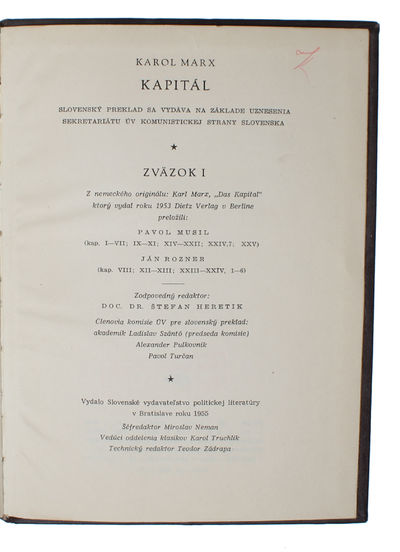 KAROL MARX
KAPITÁL
SLOVENSKÝ PREKLAD SA VYDÁVA NA ZÁKLADE UZNESENIA
SEKRETARIÁTU ÚV KOMUNISTICKEJ STRANY SLOVENSKA
★
ZVÄZOK I
Z nemeckého originálu: Karl Marx, „Das Kapital“
ktorý vydal roku 1953 Dietz Verlag v Berlíne
preložili:
PAVOL MUSIL
(kap. I—VII; IX—XI; XIV—XXII; XXIV,7; XXV)
JÁN ROZNER
(kap. VIII; XII—XIII; XXIII—XXIV, 1—6)
Zodpovedný redaktor:
DOC. DR. ŠTEFAN HERETIK
Členovia komisie ÚV pre slovenský preklad:
akademik Ladislav Szántó (predseda komisie)
Alexander Pulkovník
Pavol Turčan
★
Vydalo Slovenské vydavateľstvo politickej literatúry
v Bratislave roku 1955
Šéfredaktor Miroslav Neman
Vedúci oddelenia klasikov Karol Truchlík
Technický redaktor Teodor Zádrapa